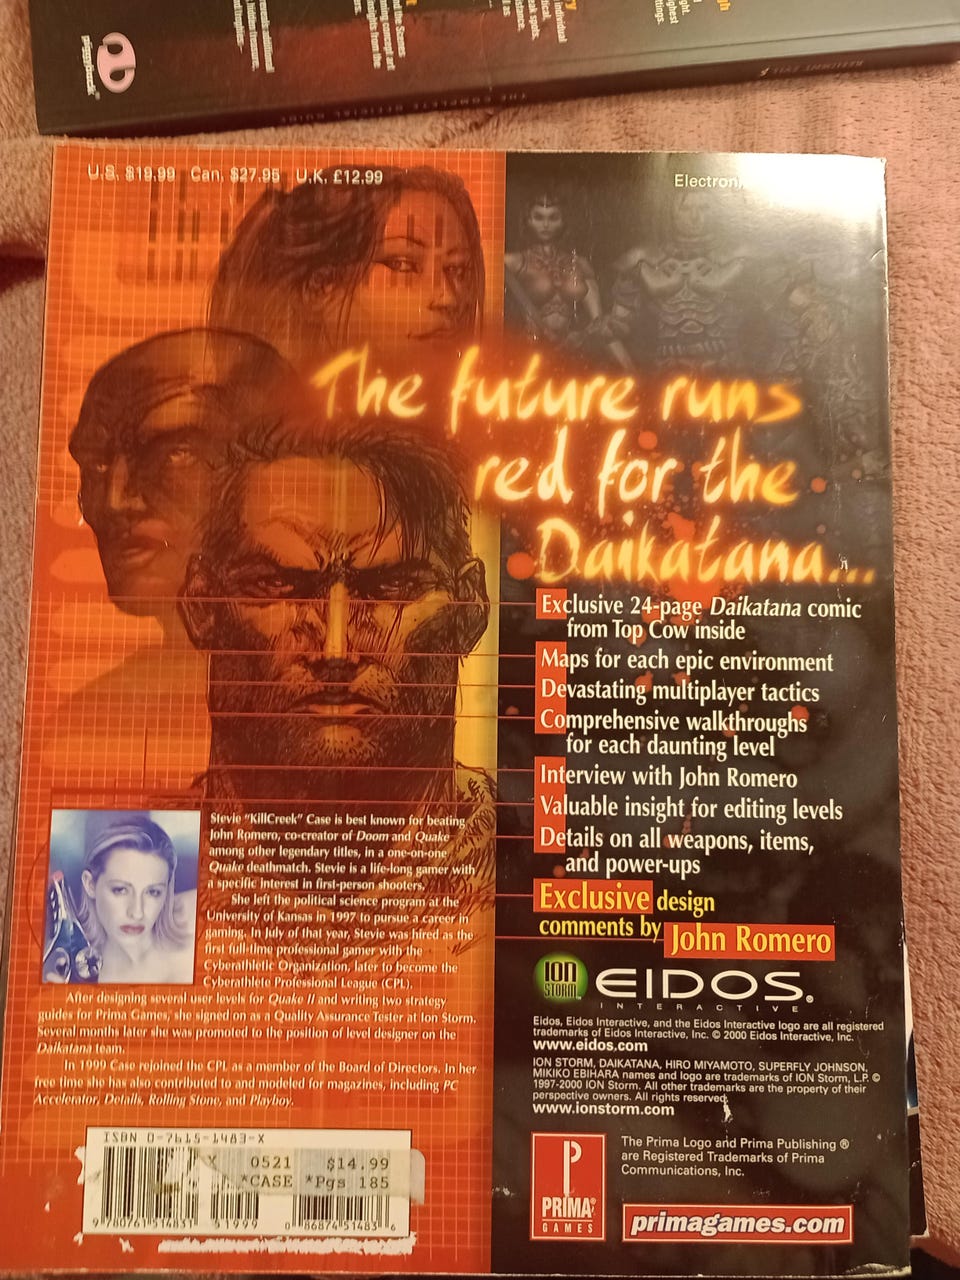 piggyback
THE COMPLETE OFFICIAL GUIDE
RESIDENT EVIL
U.S. $19.99 Can. $27.95 U.K. £12.99
The future runs
red for the
Daikatana...
Exclusive 24-page Daikatana comic
from Top Cow inside
Maps for each epic environment
Devastating multiplayer tactics
Comprehensive walkthroughs
for each daunting level
Interview with John Romero
Valuable insight for editing levels
Details on all weapons, items,
and power-ups
Exclusive design
comments by John Romero
ION
STORM
EIDOS®
INTERACTIVE
Eidos, Eidos Interactive, and the Eidos Interactive logo are all registered
trademarks of Eidos Interactive, Inc. © 2000 Eidos Interactive, Inc.
www.eidos.com
ION STORM, DAIKATANA, HIRO MIYAMOTO, SUPERFLY JOHNSON,
MIKIKO EBIHARA names and logo are trademarks of ION Storm, L.P. ©
1997-2000 ION Storm. All other trademarks are the property of their
perspective owners. All rights reserved.
www.ionstorm.com
P
PRIMA®
GAMES
The Prima Logo and Prima Publishing ®
are Registered Trademarks of Prima
Communications, Inc.
primagames.com
Stevie "KillCreek" Case is best known for beating
John Romero, co-creator of Doom and Quake
among other legendary titles, in a one-on-one
Quake deathmatch. Stevie is a life-long gamer with
a specific interest in first-person shooters.
She left the political science program at the
University of Kansas in 1997 to pursue a career in
gaming. In July of that year, Stevie was hired as the
first full-time professional gamer with the
Cyberathletic Organization, later to become the
Cyberathlete Professional League (CPL).
After designing several user levels for Quake II and writing two strategy
guides for Prima Games, she signed on as a Quality Assurance Tester at Ion Storm.
Several months later she was promoted to the position of level designer on the
Daikatana team.
In 1999 Case rejoined the CPL as a member of the Board of Directors. In her
free time she has also contributed to and modeled for magazines, including PC
Accelerator, Details, Rolling Stone, and Playboy.
ISBN 0-7615-1483-X
X 0521 $14.99
*CASE *Pgs 185
9 780761 514831 51999 0 86874 51483 6